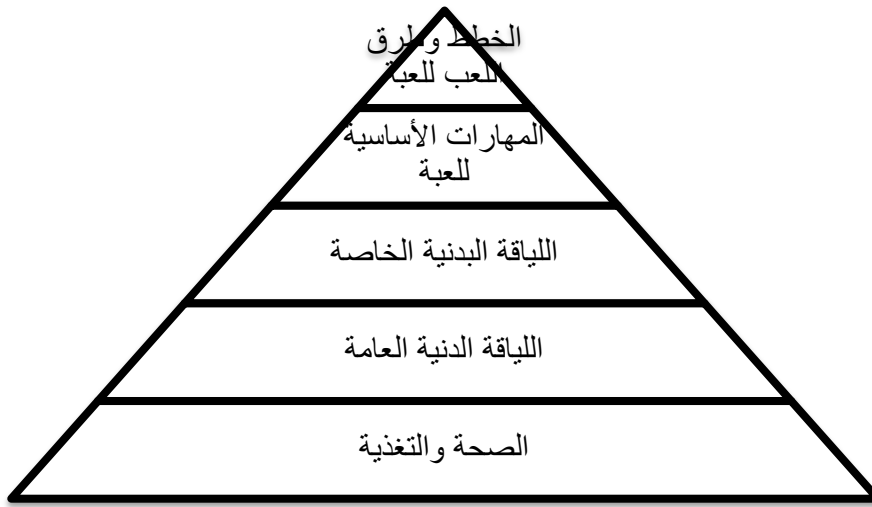 الخطط وطرق
اللعب للعبة
المهارات الأساسية
للعبة
اللياقة البدنية الخاصة
اللياقة الدنية العامة
الصحة والتغذية